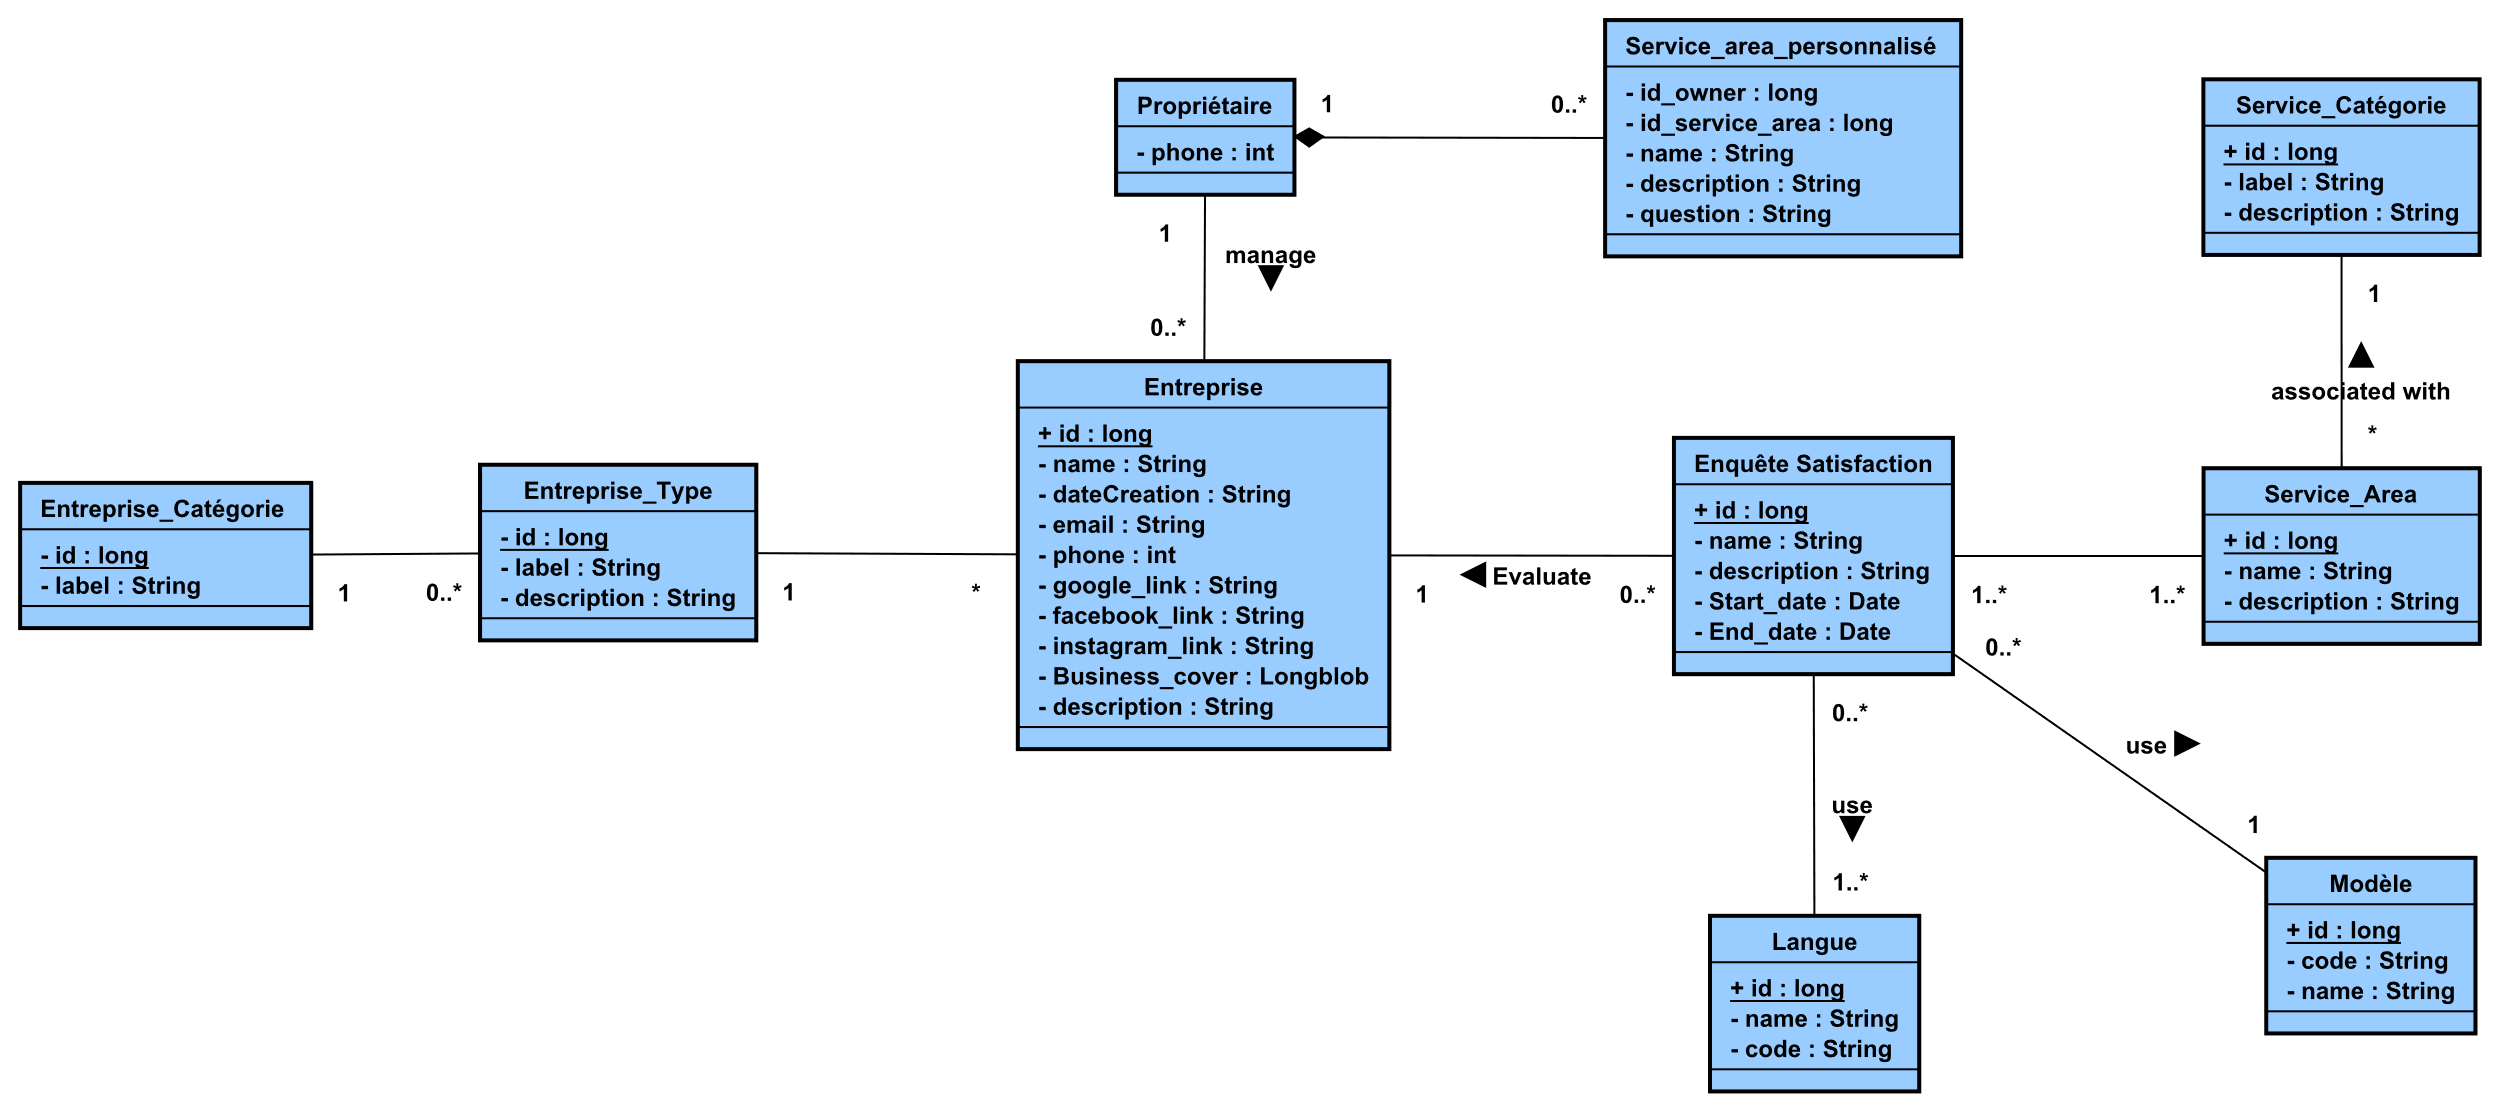 Service_area_personnalisé
- id_owner : long
- id_service_area : long
- name : String
- description : String
- question : String
Propriétaire
- phone : int
1
0..*
Service_Catégorie
+ id : long
- label : String
- description : String
1
manage
0..*
1
associated with
*
Entreprise_Catégorie
- id : long
- label : String
1
0..*
Entreprise_Type
- id : long
- label : String
- description : String
1
*
Entreprise
+ id : long
- name : String
- dateCreation : String
- email : String
- phone : int
- google_link : String
- facebook_link : String
- instagram_link : String
- Business_cover : Longblob
- description : String
1
Evaluate
0..*
Enquête Satisfaction
+ id : long
- name : String
- description : String
- Start_date : Date
- End_date : Date
1..*
1..*
Service_Area
+ id : long
- name : String
- description : String
0..*
use
1
0..*
use
1..*
Langue
+ id : long
- name : String
- code : String
Modèle
+ id : long
- code : String
- name : String